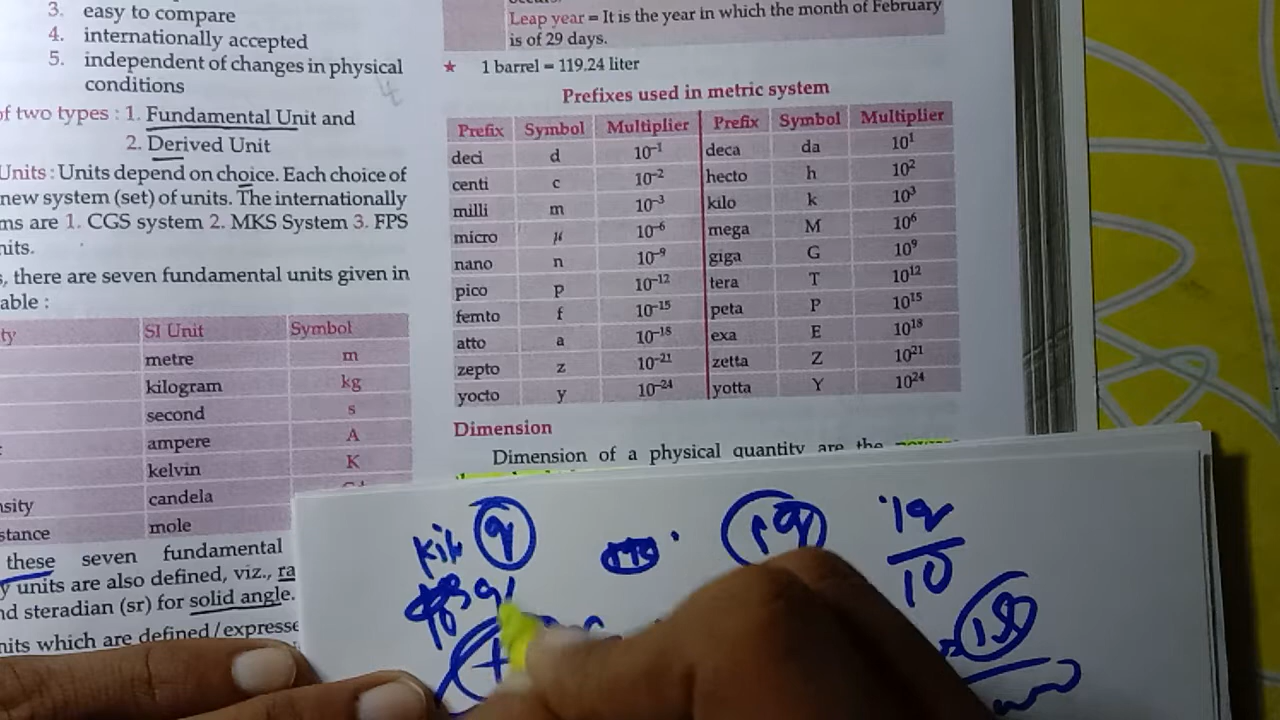 3. easy to compare
4. internationally accepted
5. independent of changes in physical
conditions
of two types : 1. Fundamental Unit and
2. Derived Unit
Units : Units depend on choice. Each choice of
new system (set) of units. The internationally
ms are 1. CGS system 2. MKS System 3. FPS
nits.
s, there are seven fundamental units given in
able :
ty SI Unit Symbol
metre m
kilogram kg
second s
ampere A
kelvin K
nsity candela
stance mole
these seven fundamental
y units are also defined, viz., ra
nd steradian (sr) for solid angle.
nits which are defined/expresse
Leap year = It is the year in which the month of February
is of 29 days.
★ 1 barrel = 119.24 liter
Prefixes used in metric system
Prefix Symbol Multiplier Prefix Symbol Multiplier
deci d 10⁻¹ deca da 10¹
centi c 10⁻² hecto h 10²
milli m 10⁻³ kilo k 10³
micro μ 10⁻⁶ mega M 10⁶
nano n 10⁻⁹ giga G 10⁹
pico p 10⁻¹² tera T 10¹²
femto f 10⁻¹⁵ peta P 10¹⁵
atto a 10⁻¹⁸ exa E 10¹⁸
zepto z 10⁻²¹ zetta Z 10²¹
yocto y 10⁻²⁴ yotta Y 10²⁴
Dimension
Dimension of a physical quantity are the